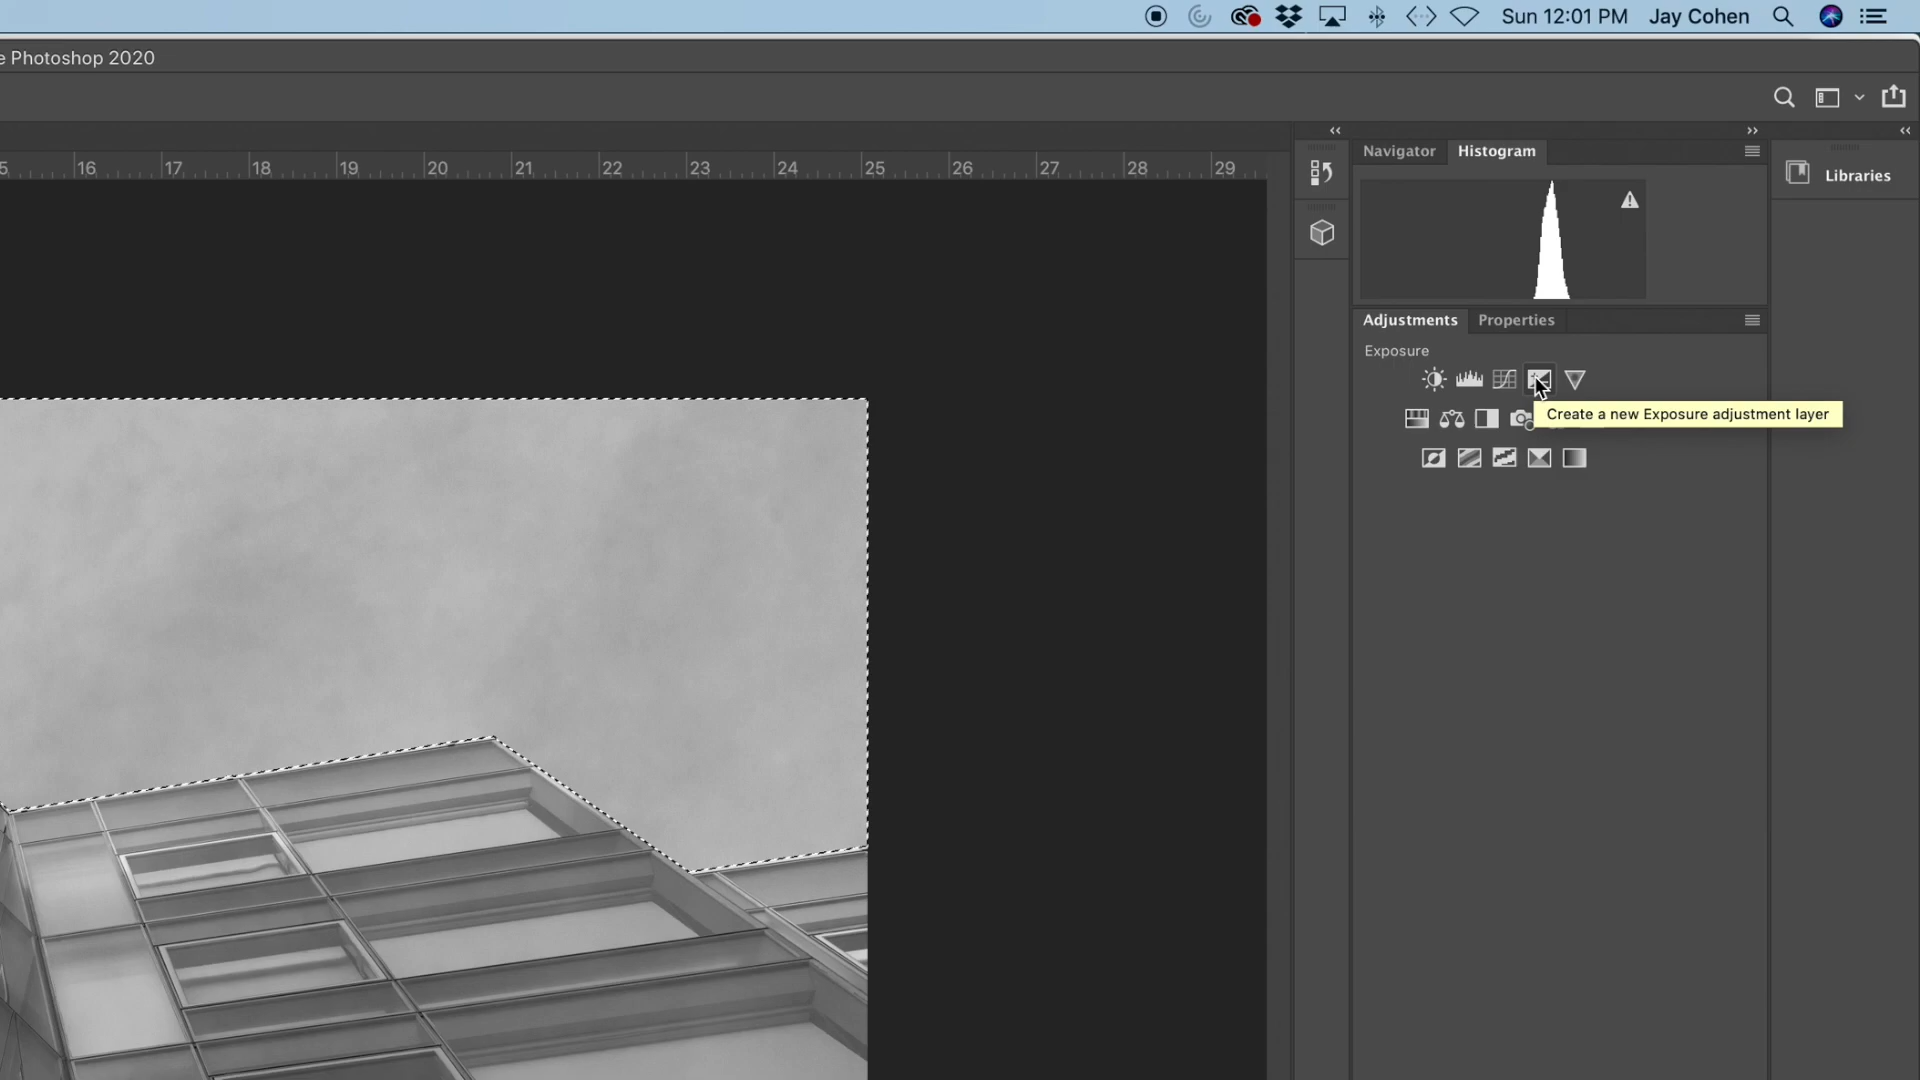 Sun 12:01 PM Jay Cohen
e Photoshop 2020
5 16 17 18 19 20 21 22 23 24 25 26 27 28 29
Navigator Histogram
Libraries
Adjustments Properties
Exposure
Create a new Exposure adjustment layer